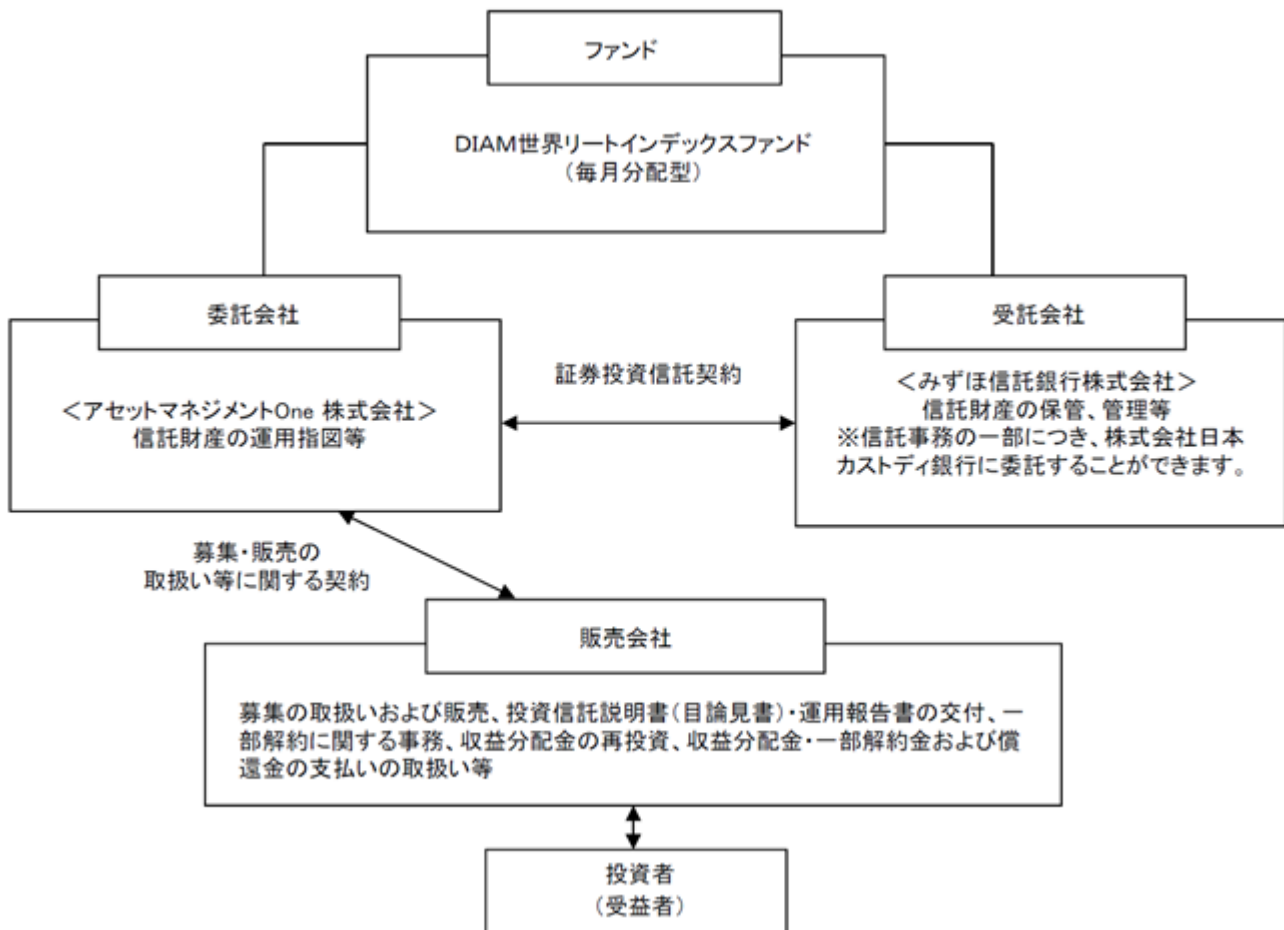 ファンド
DIAM世界リートインデックスファンド
（毎月分配型）
委託会社
＜アセットマネジメントOne 株式会社＞
信託財産の運用指図等
証券投資信託契約
受託会社
＜みずほ信託銀行株式会社＞
信託財産の保管、管理等
※信託事務の一部につき、株式会社日本
カストディ銀行に委託することができます。
募集・販売の
取扱い等に関する契約
販売会社
募集の取扱いおよび販売、投資信託説明書（目論見書）・運用報告書の交付、一
部解約に関する事務、収益分配金の再投資、収益分配金・一部解約金および償
還金の支払いの取扱い等
投資者
（受益者）